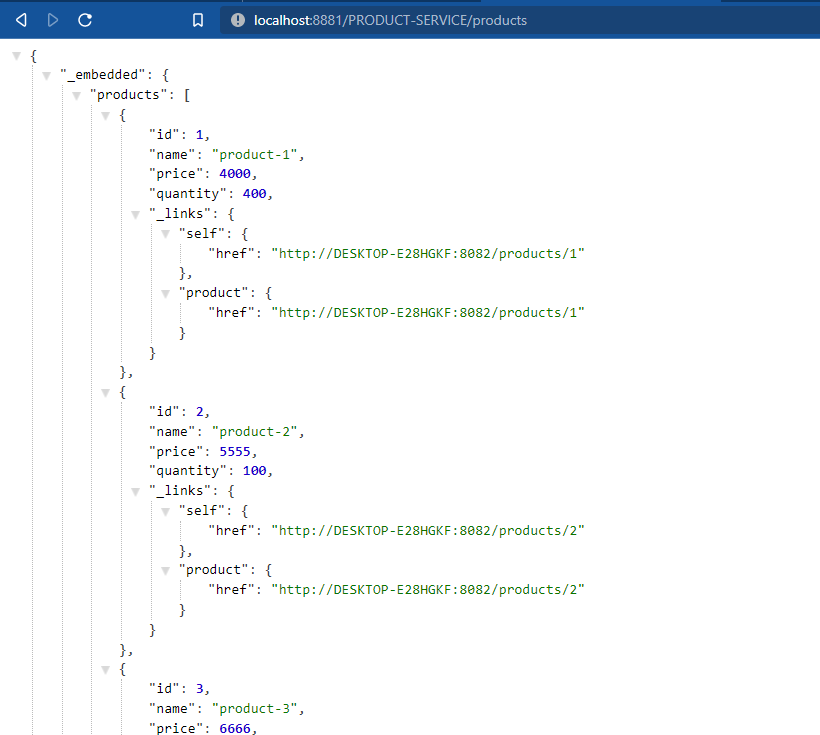 localhost:8881/PRODUCT-SERVICE/products
{
"_embedded": {
"products": [
{
"id": 1,
"name": "product-1",
"price": 4000,
"quantity": 400,
"_links": {
"self": {
"href": "http://DESKTOP-E28HGKF:8082/products/1"
},
"product": {
"href": "http://DESKTOP-E28HGKF:8082/products/1"
}
}
},
{
"id": 2,
"name": "product-2",
"price": 5555,
"quantity": 100,
"_links": {
"self": {
"href": "http://DESKTOP-E28HGKF:8082/products/2"
},
"product": {
"href": "http://DESKTOP-E28HGKF:8082/products/2"
}
}
},
{
"id": 3,
"name": "product-3",
"price": 6666,